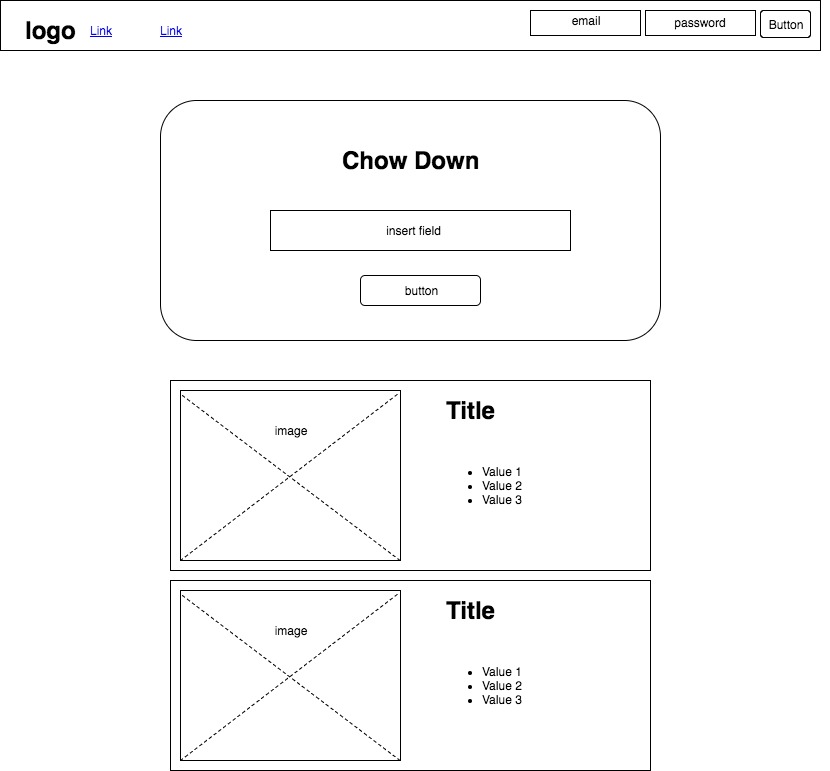 logo
Link
Link
email
password
Button
Chow Down
insert field
button
image
Title
Value 1
Value 2
Value 3
image
Title
Value 1
Value 2
Value 3